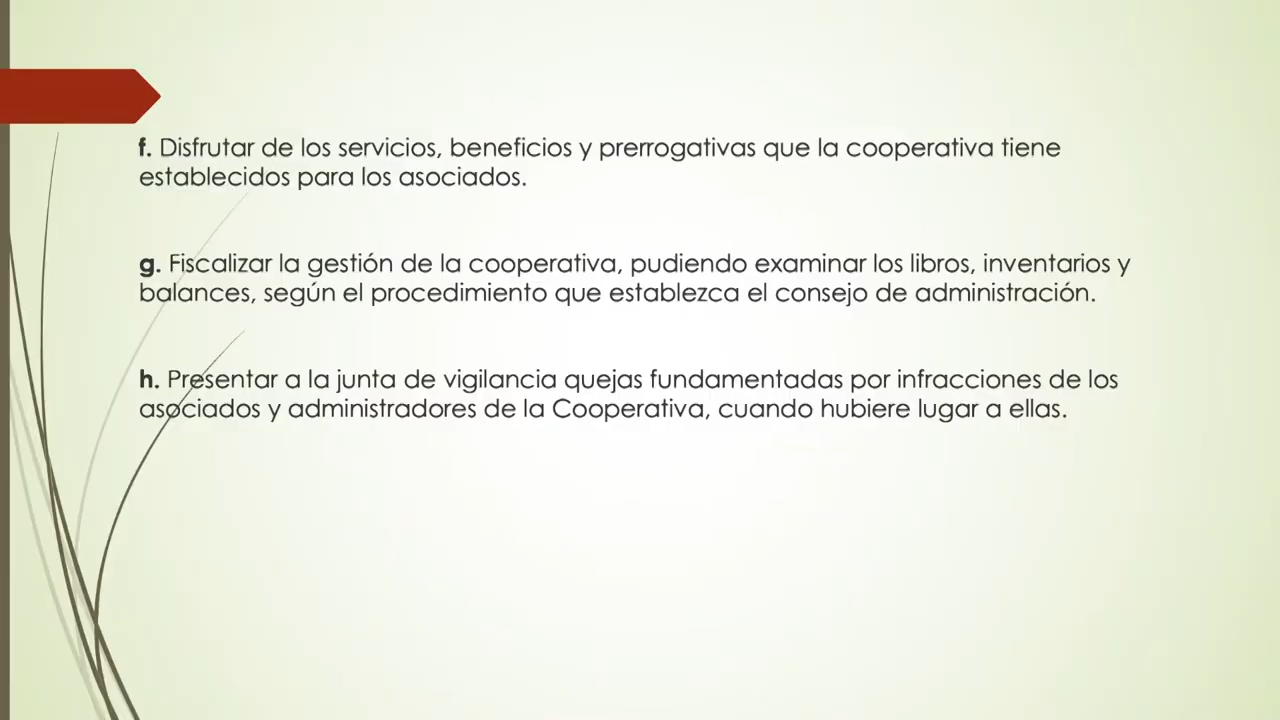 f. Disfrutar de los servicios, beneficios y prerrogativas que la cooperativa tiene
establecidos para los asociados.
g. Fiscalizar la gestión de la cooperativa, pudiendo examinar los libros, inventarios y
balances, según el procedimiento que establezca el consejo de administración.
h. Presentar a la junta de vigilancia quejas fundamentadas por infracciones de los
asociados y administradores de la Cooperativa, cuando hubiere lugar a ellas.